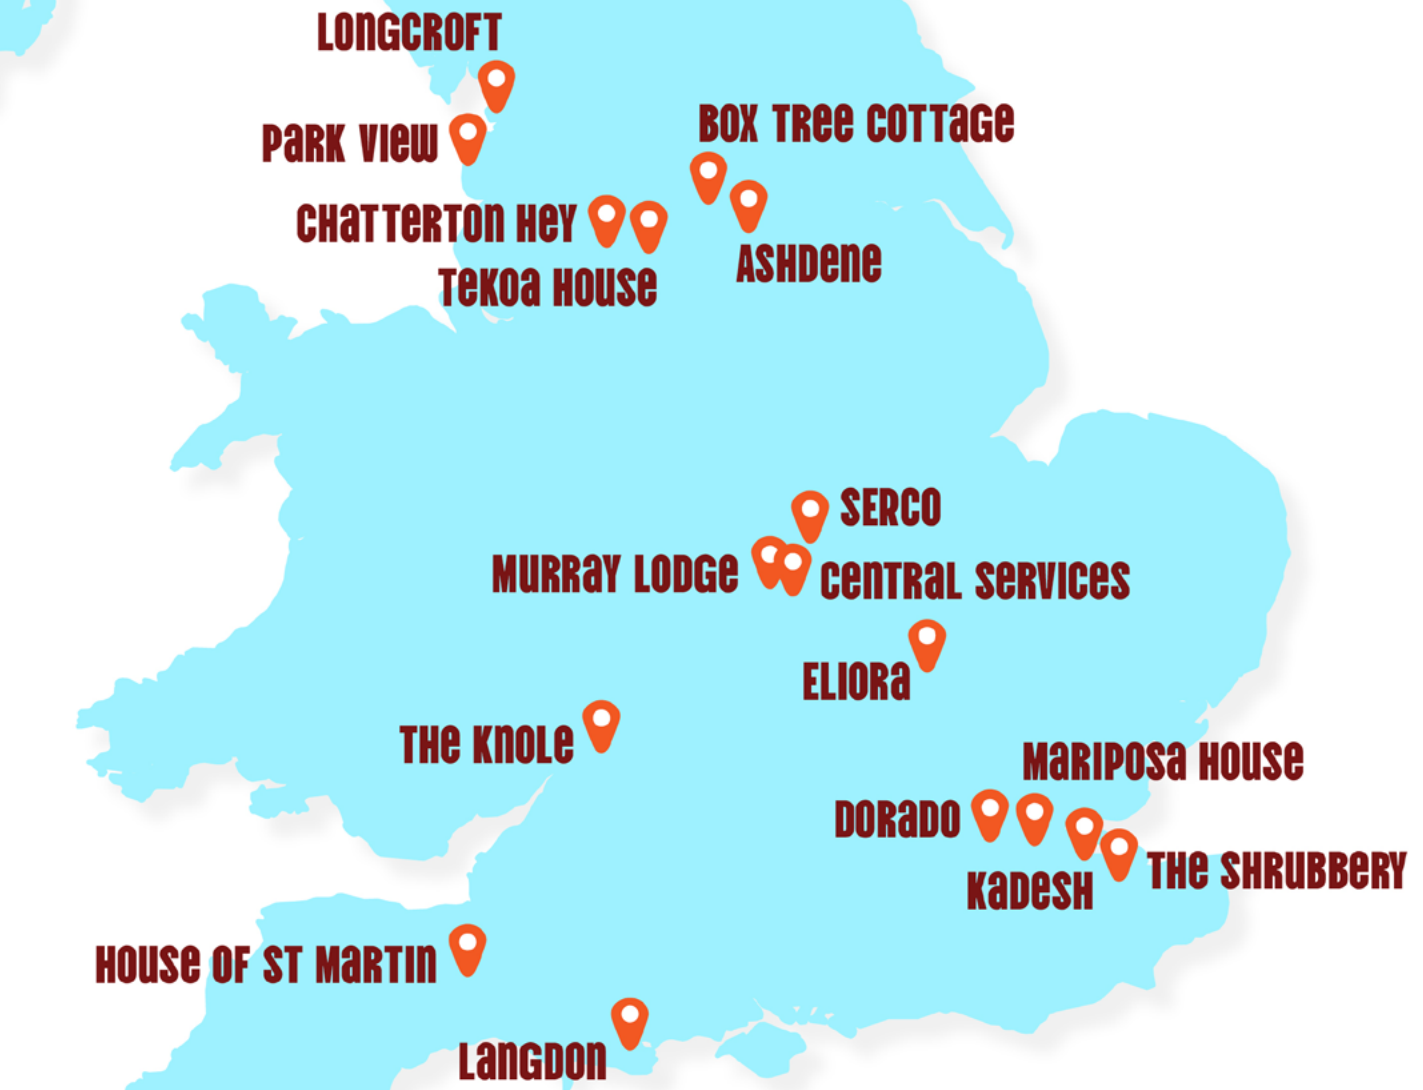 LONGCROFT
PARK VIEW
BOX TREE COTTAGE
CHATTERTON HEY
ASHDENE
TEKOA HOUSE
SERCO
MURRAY LODGE
CENTRAL SERVICES
ELIORA
THE KNOLE
MARIPOSA HOUSE
DORADO
THE SHRUBBERY
KADESH
HOUSE OF ST MARTIN
LANGDON